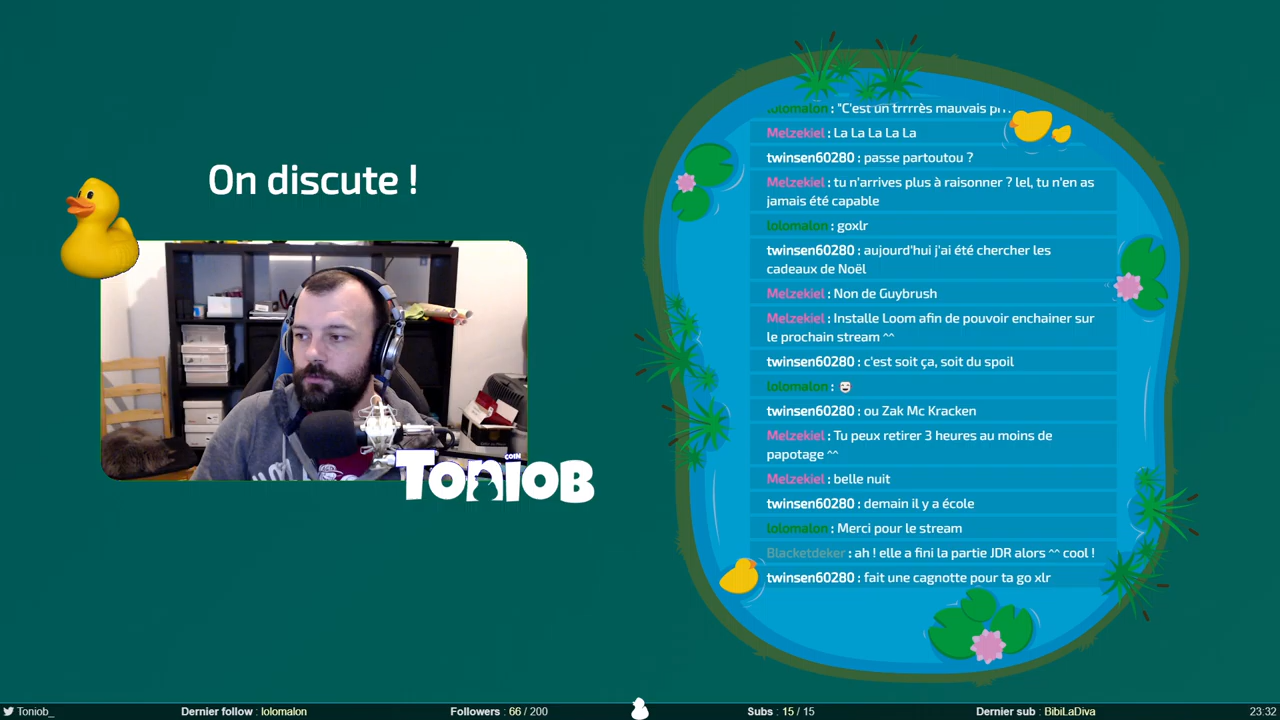 On discute !
COIN
TONIOB
lolomalon : "C'est un trrrrès mauvais
Melzekiel : La La La La La
twinsen60280 : passe partoutou ?
Melzekiel : tu n'arrives plus à raisonner ? lel, tu n'en as
jamais été capable
lolomalon : goxlr
twinsen60280 : aujourd'hui j'ai été chercher les
cadeaux de Noël
Melzekiel : Non de Guybrush
Melzekiel : Installe Loom afin de pouvoir enchainer sur
le prochain stream ^^
twinsen60280 : c'est soit ça, soit du spoil
lolomalon :
twinsen60280 : ou Zak Mc Kracken
Melzekiel : Tu peux retirer 3 heures au moins de
papotage ^^
Melzekiel : belle nuit
twinsen60280 : demain il y a école
lolomalon : Merci pour le stream
Blacketdeker : ah ! elle a fini la partie JDR alors ^^ cool !
twinsen60280 : fait une cagnotte pour ta go xlr
Toniob_ Dernier follow : lolomalon Followers : 66 / 200 Subs : 15 / 15 Dernier sub : BibiLaDiva 23:32